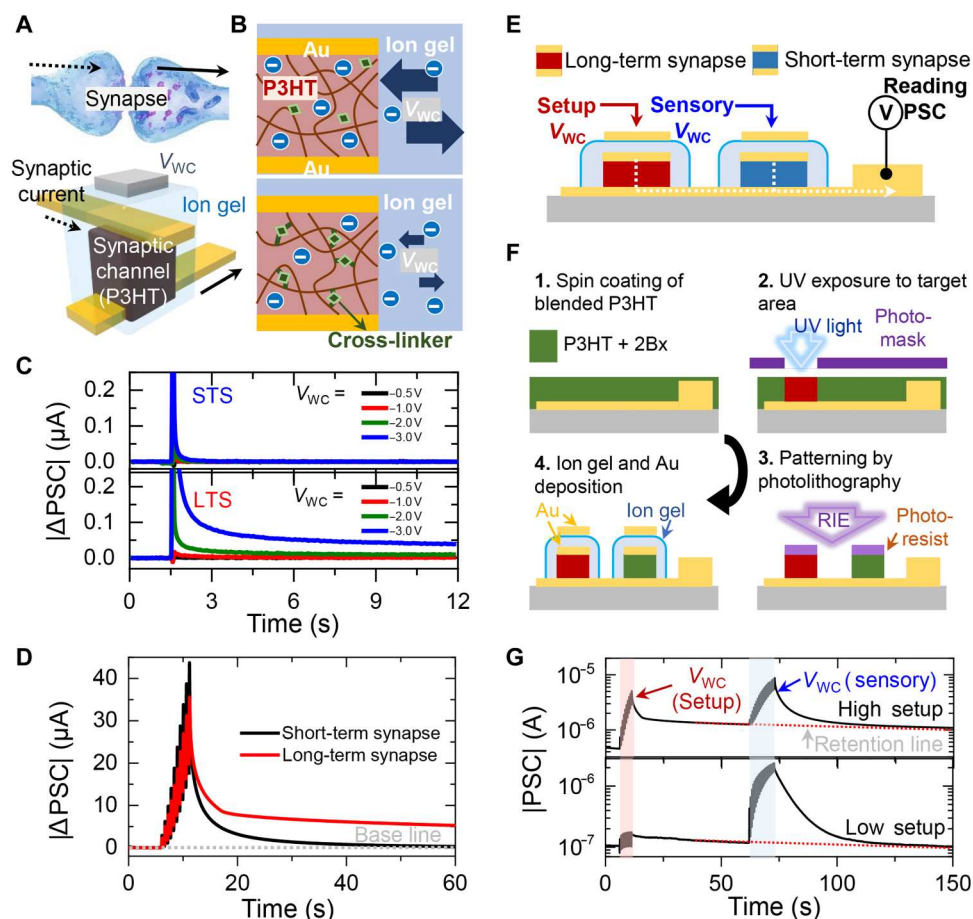 A
Synapse
V_WC
Synaptic
current
Ion gel
Synaptic
channel
(P3HT)
B
Au
Ion gel
P3HT
V_WC
Au
Ion gel
V_WC
Cross-linker
C
|ΔPSC| (µA)
0.2
0.1
0.0
STS
V_WC =
−0.5 V
−1.0 V
−2.0 V
−3.0 V
0.2
0.1
0.0
LTS
V_WC =
−0.5 V
−1.0 V
−2.0 V
−3.0 V
0 3 6 9 12
Time (s)
D
|ΔPSC| (µA)
40
30
20
10
0
Short-term synapse
Long-term synapse
Base line
0 20 40 60
Time (s)
E
Long-term synapse
Short-term synapse
Reading
PSC
V
Setup
V_WC
Sensory
V_WC
F
1. Spin coating of
blended P3HT
P3HT + 2Bx
2. UV exposure to target
area
UV light
Photo-
mask
4. Ion gel and Au
deposition
Au
Ion gel
3. Patterning by
photolithography
RIE
Photo-
resist
G
|PSC| (A)
10⁻⁵
10⁻⁶
V_WC
(Setup)
V_WC (sensory)
High setup
Retention line
10⁻⁶
10⁻⁷
Low setup
0 50 100 150
Time (s)